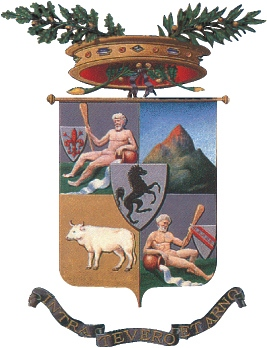 INTRA TEVERO ET ARNO